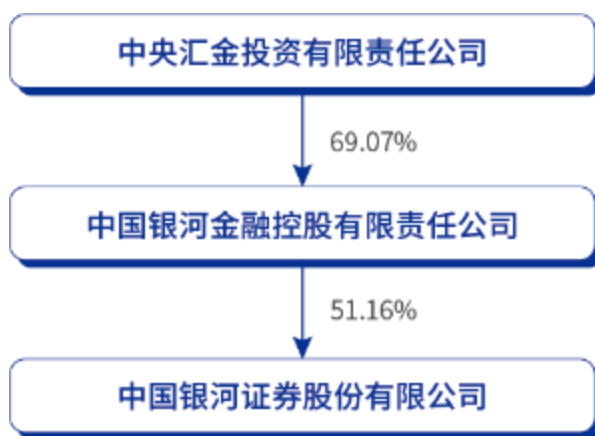 中央汇金投资有限责任公司
69.07%
中国银河金融控股有限责任公司
51.16%
中国银河证券股份有限公司